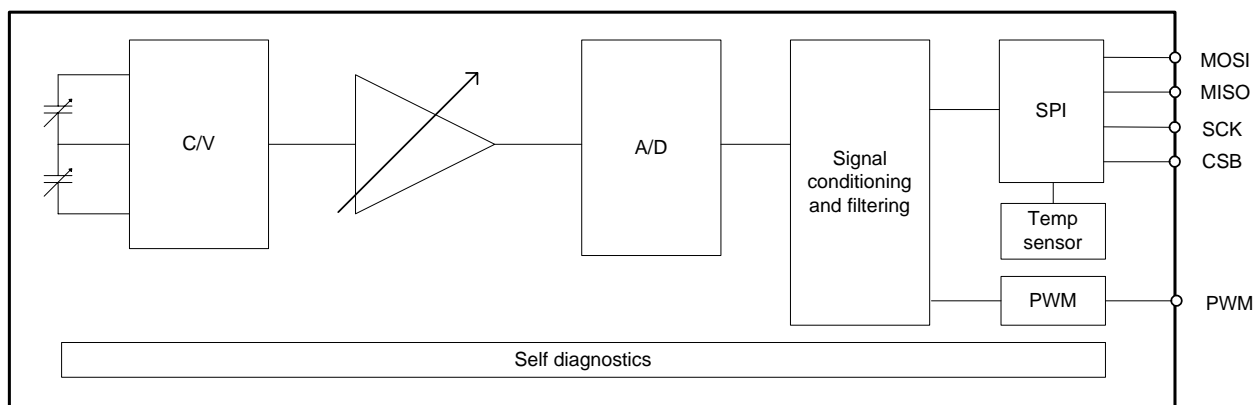 C/V
A/D
Signal
conditioning
and filtering
SPI
Temp
sensor
PWM
MOSI
MISO
SCK
CSB
PWM
Self diagnostics